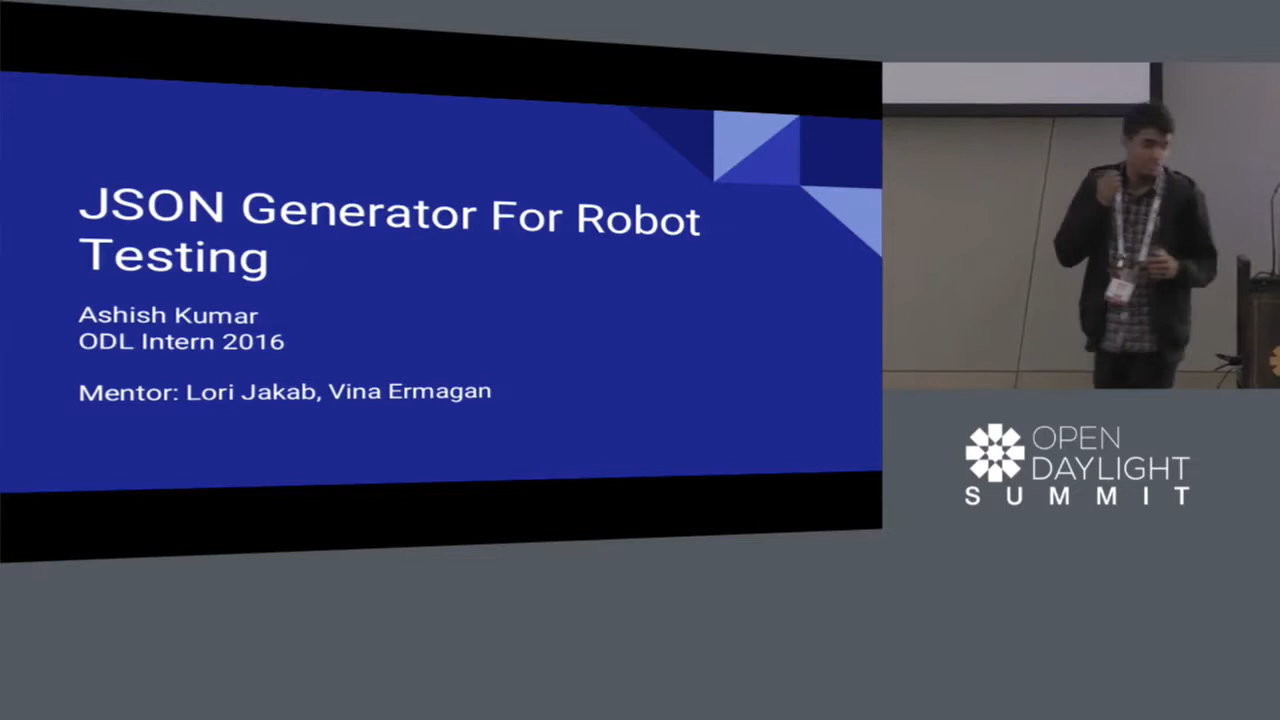 JSON Generator For Robot
Testing
Ashish Kumar
ODL Intern 2016
Mentor: Lori Jakab, Vina Ermagan
OPEN
DAYLIGHT
SUMMIT